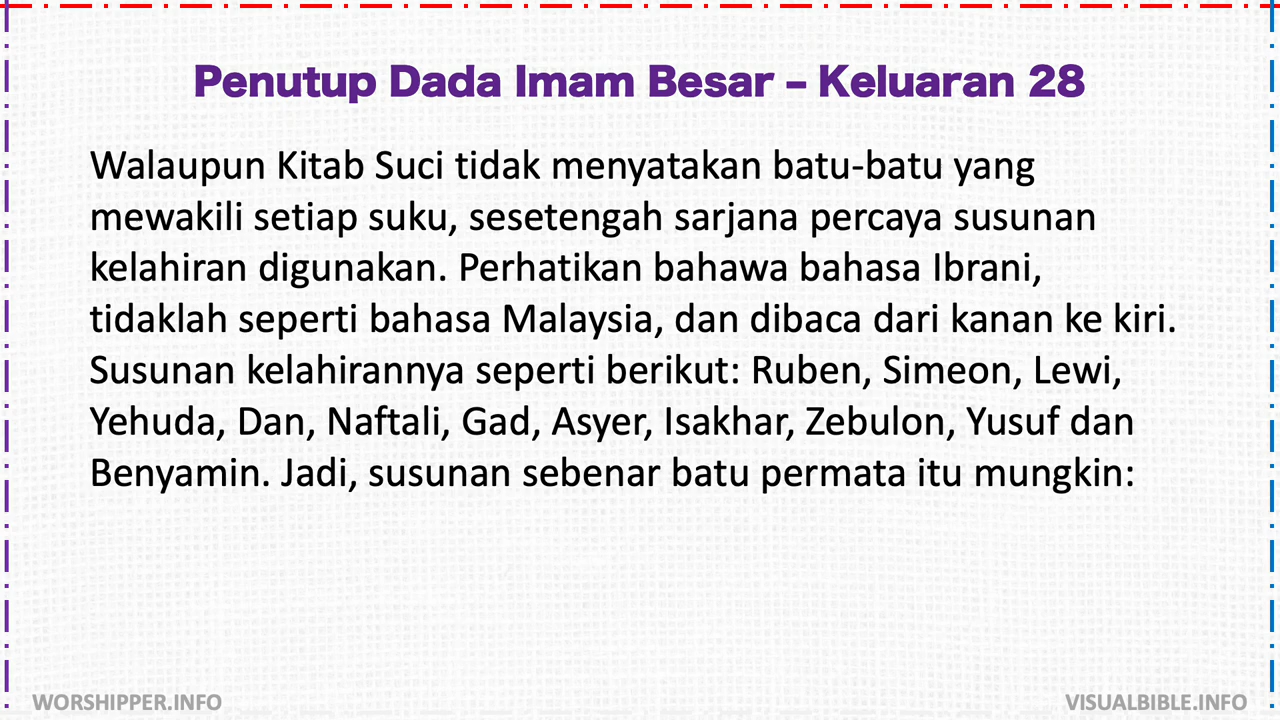 Penutup Dada Imam Besar – Keluaran 28
Walaupun Kitab Suci tidak menyatakan batu-batu yang
mewakili setiap suku, sesetengah sarjana percaya susunan
kelahiran digunakan. Perhatikan bahawa bahasa Ibrani,
tidaklah seperti bahasa Malaysia, dan dibaca dari kanan ke kiri.
Susunan kelahirannya seperti berikut: Ruben, Simeon, Lewi,
Yehuda, Dan, Naftali, Gad, Asyer, Isakhar, Zebulon, Yusuf dan
Benyamin. Jadi, susunan sebenar batu permata itu mungkin:
WORSHIPPER.INFO
VISUALBIBLE.INFO